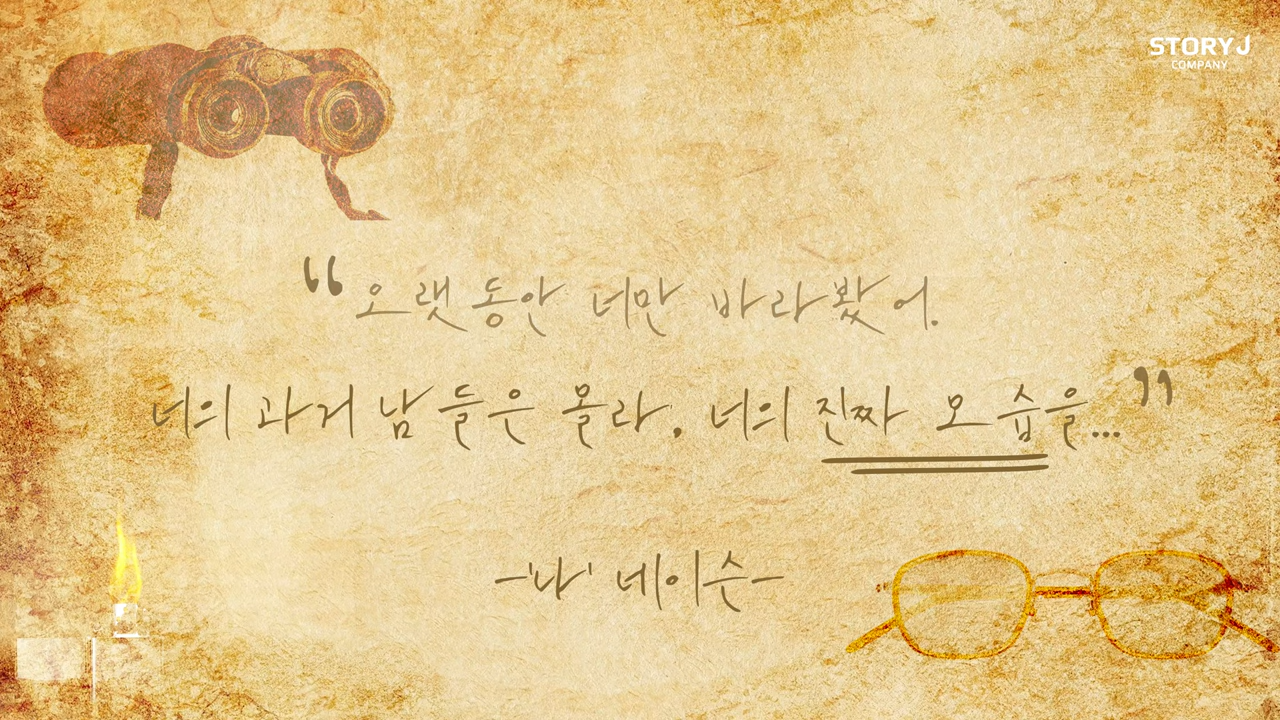 STORY J
COMPANY
“오랫동안 너만 바라봤어.
너의 과거 남들은 몰라, 너의 진짜 모습을...”
-'나' 네이슨-